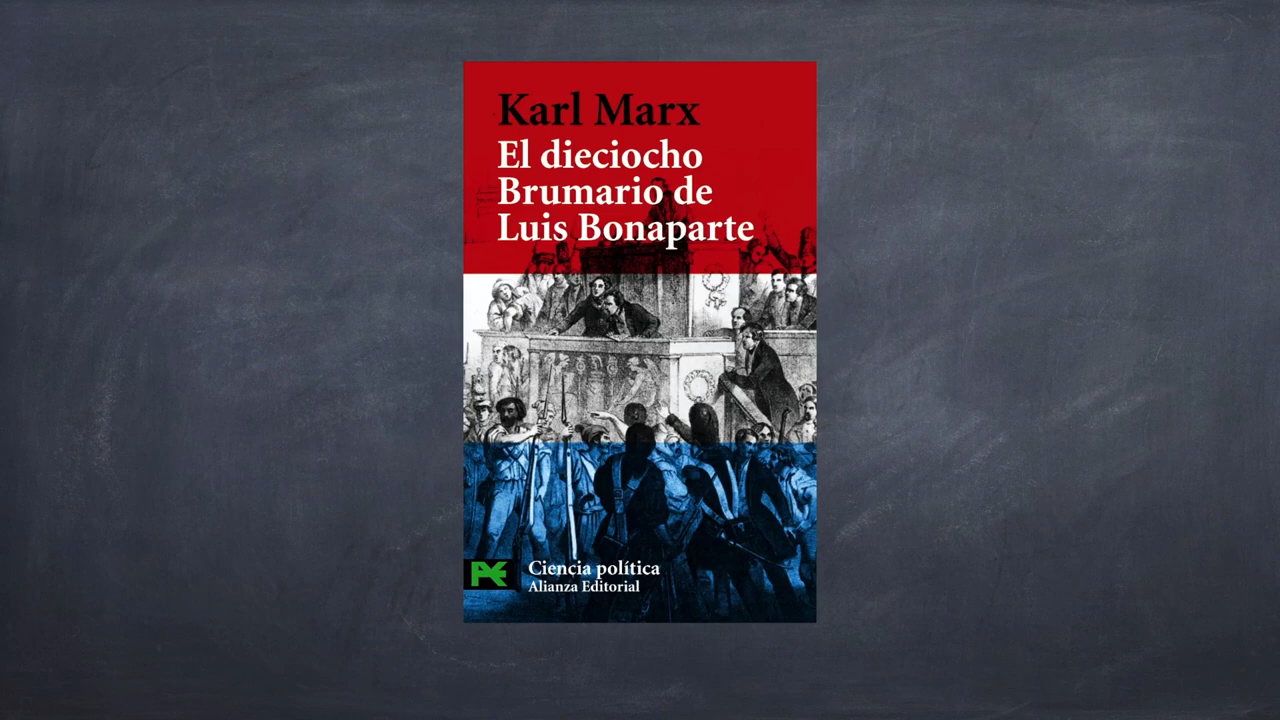 Karl Marx
El dieciocho
Brumario de
Luis Bonaparte
Ciencia política
Alianza Editorial